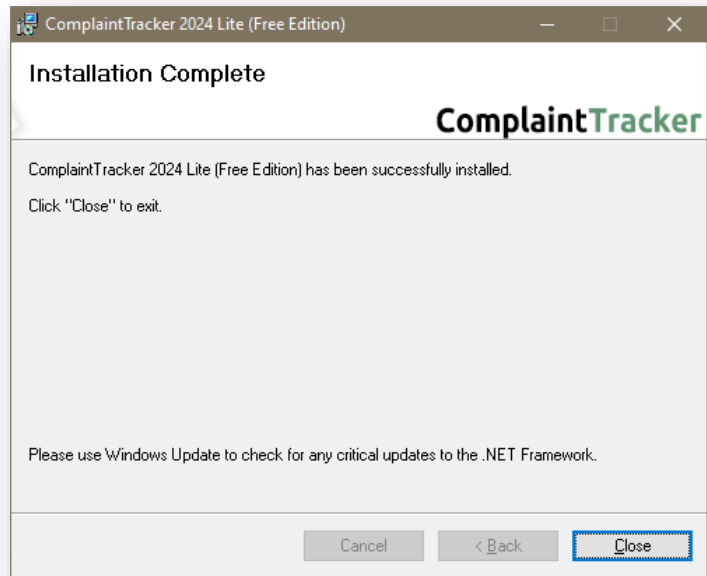 ComplaintTracker 2024 Lite (Free Edition)
Installation Complete
ComplaintTracker
ComplaintTracker 2024 Lite (Free Edition) has been successfully installed.
Click "Close" to exit.
Please use Windows Update to check for any critical updates to the .NET Framework.
Cancel
< Back
Close